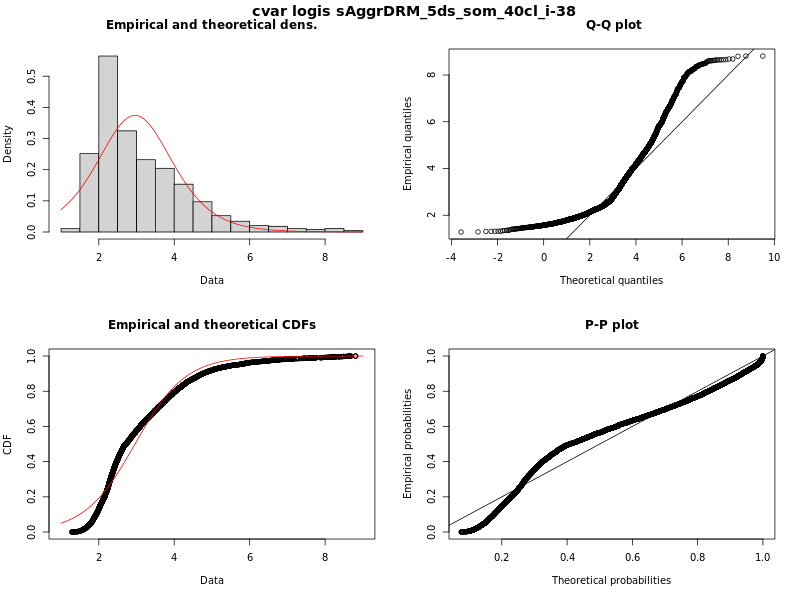 cvar logis sAggrDRM_5ds_som_40cl_i-38
Empirical and theoretical dens.
Density
0.0 0.1 0.2 0.3 0.4 0.5
2 4 6 8
Data
Q-Q plot
Empirical quantiles
2 4 6 8
-4 -2 0 2 4 6 8 10
Theoretical quantiles
Empirical and theoretical CDFs
CDF
0.0 0.2 0.4 0.6 0.8 1.0
2 4 6 8
Data
P-P plot
Empirical probabilities
0.0 0.2 0.4 0.6 0.8 1.0
0.2 0.4 0.6 0.8 1.0
Theoretical probabilities